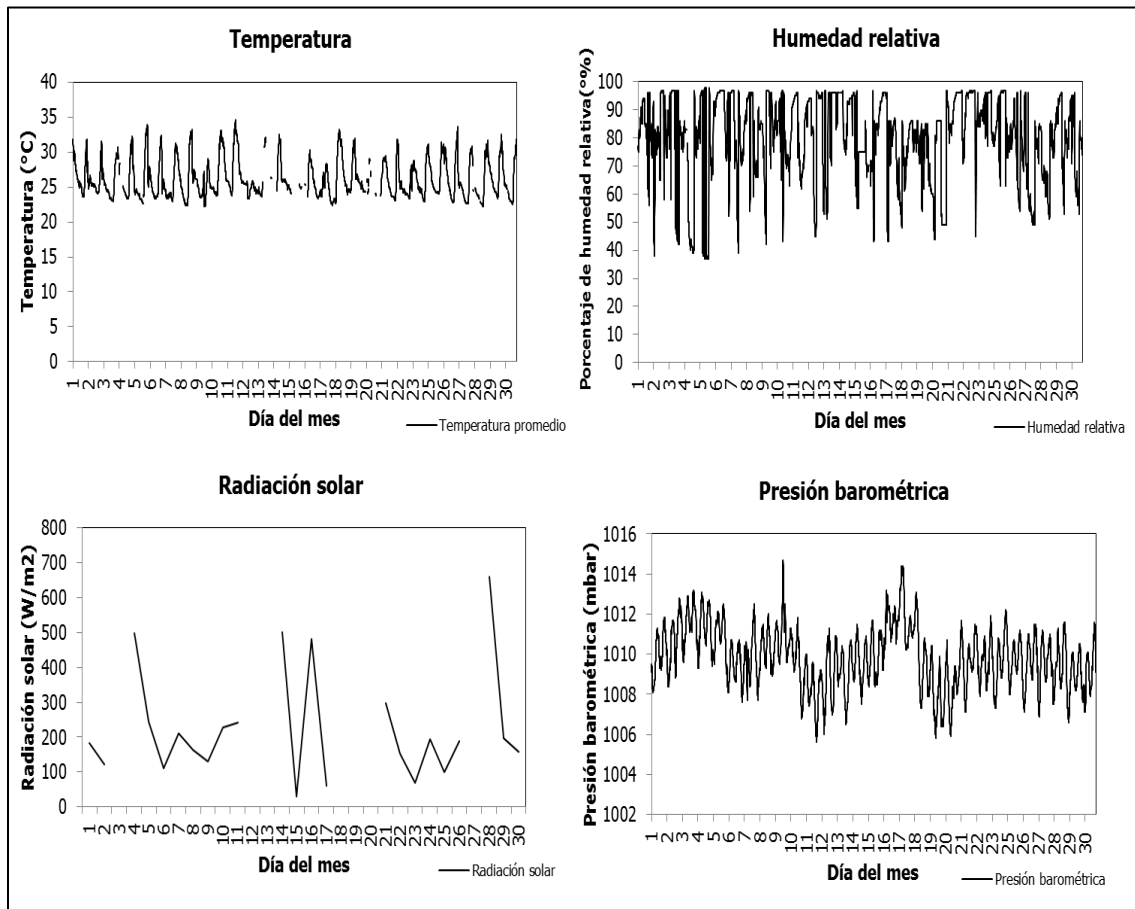 Temperatura
Temperatura (°C)
40
35
30
25
20
15
10
5
0
1 2 3 4 5 6 7 8 9 10 11 12 13 14 15 16 17 18 19 20 21 22 23 24 25 26 27 28 29 30
Día del mes
Temperatura promedio
Humedad relativa
Porcentaje de humedad relativa(°%)
100
90
80
70
60
50
40
30
20
10
0
1 2 3 4 5 6 7 8 9 10 11 12 13 14 15 16 17 18 19 20 21 22 23 24 25 26 27 28 29 30
Día del mes
Humedad relativa
Radiación solar
Radiación solar (W/m2)
800
700
600
500
400
300
200
100
0
1 2 3 4 5 6 7 8 9 10 11 12 13 14 15 16 17 18 19 20 21 22 23 24 25 26 27 28 29 30
Día del mes
Radiación solar
Presión barométrica
Presión barométrica (mbar)
1016
1014
1012
1010
1008
1006
1004
1002
1 2 3 4 5 6 7 8 9 10 11 12 13 14 15 16 17 18 19 20 21 22 23 24 25 26 27 28 29 30
Día del mes
Presión barométrica